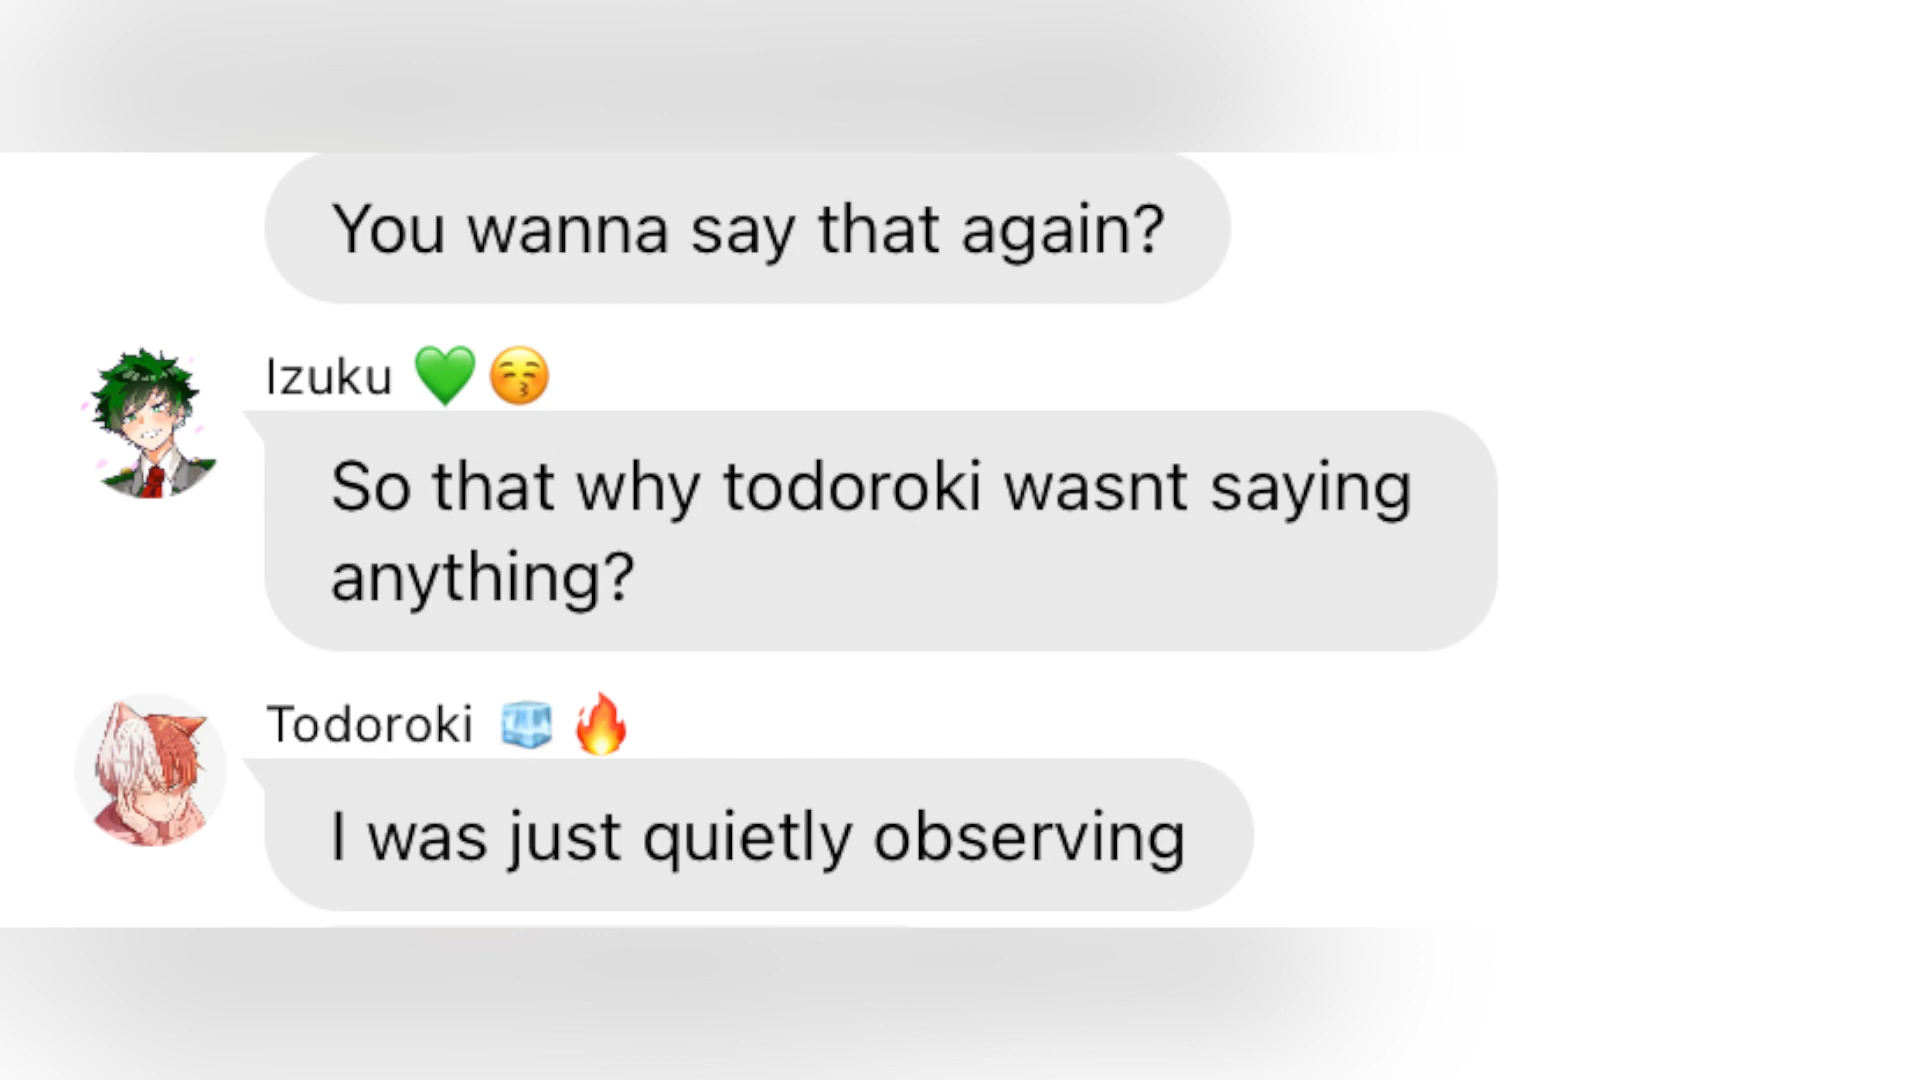 You wanna say that again?
Izuku 💚😚
So that why todoroki wasnt saying
anything?
Todoroki 🧊🔥
I was just quietly observing